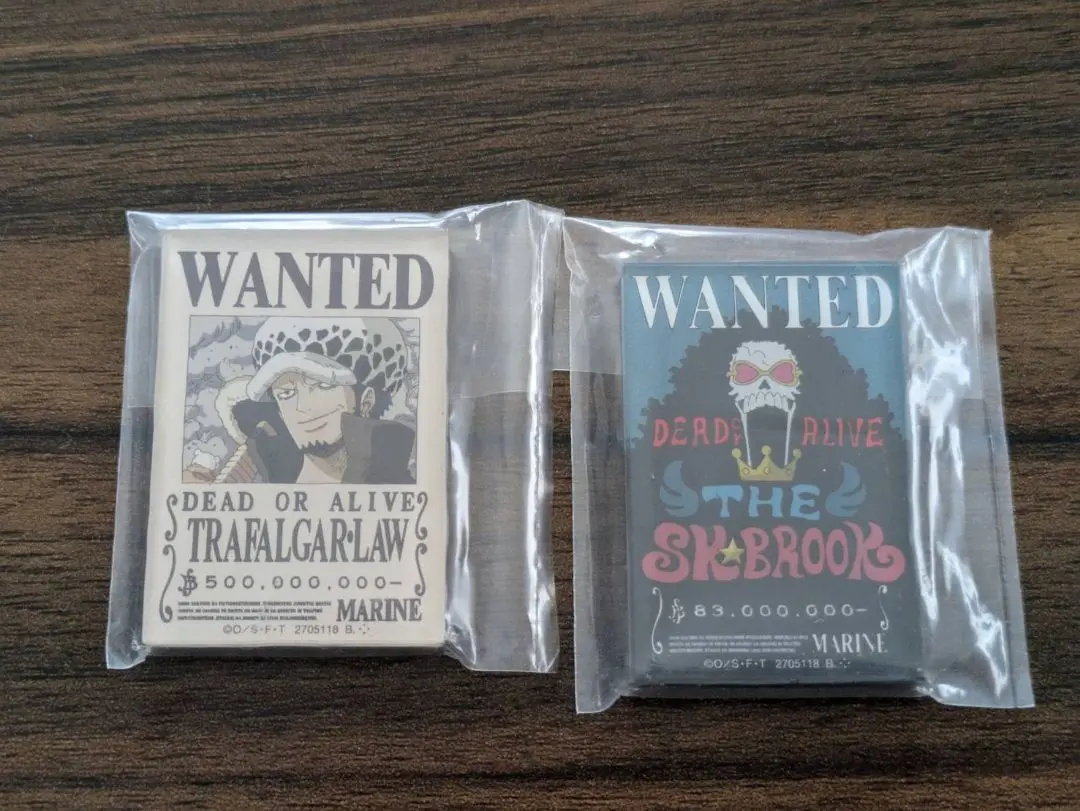 WANTED
DEAD OR ALIVE
TRAFALGAR·LAW
฿500,000,000-
MARINE
©O/S·F·T 2705118 B.
WANTED
DEAD OR ALIVE
THE
SK★BROOK
฿83,000,000-
MARINE
©O/S·F·T 2705118 B.